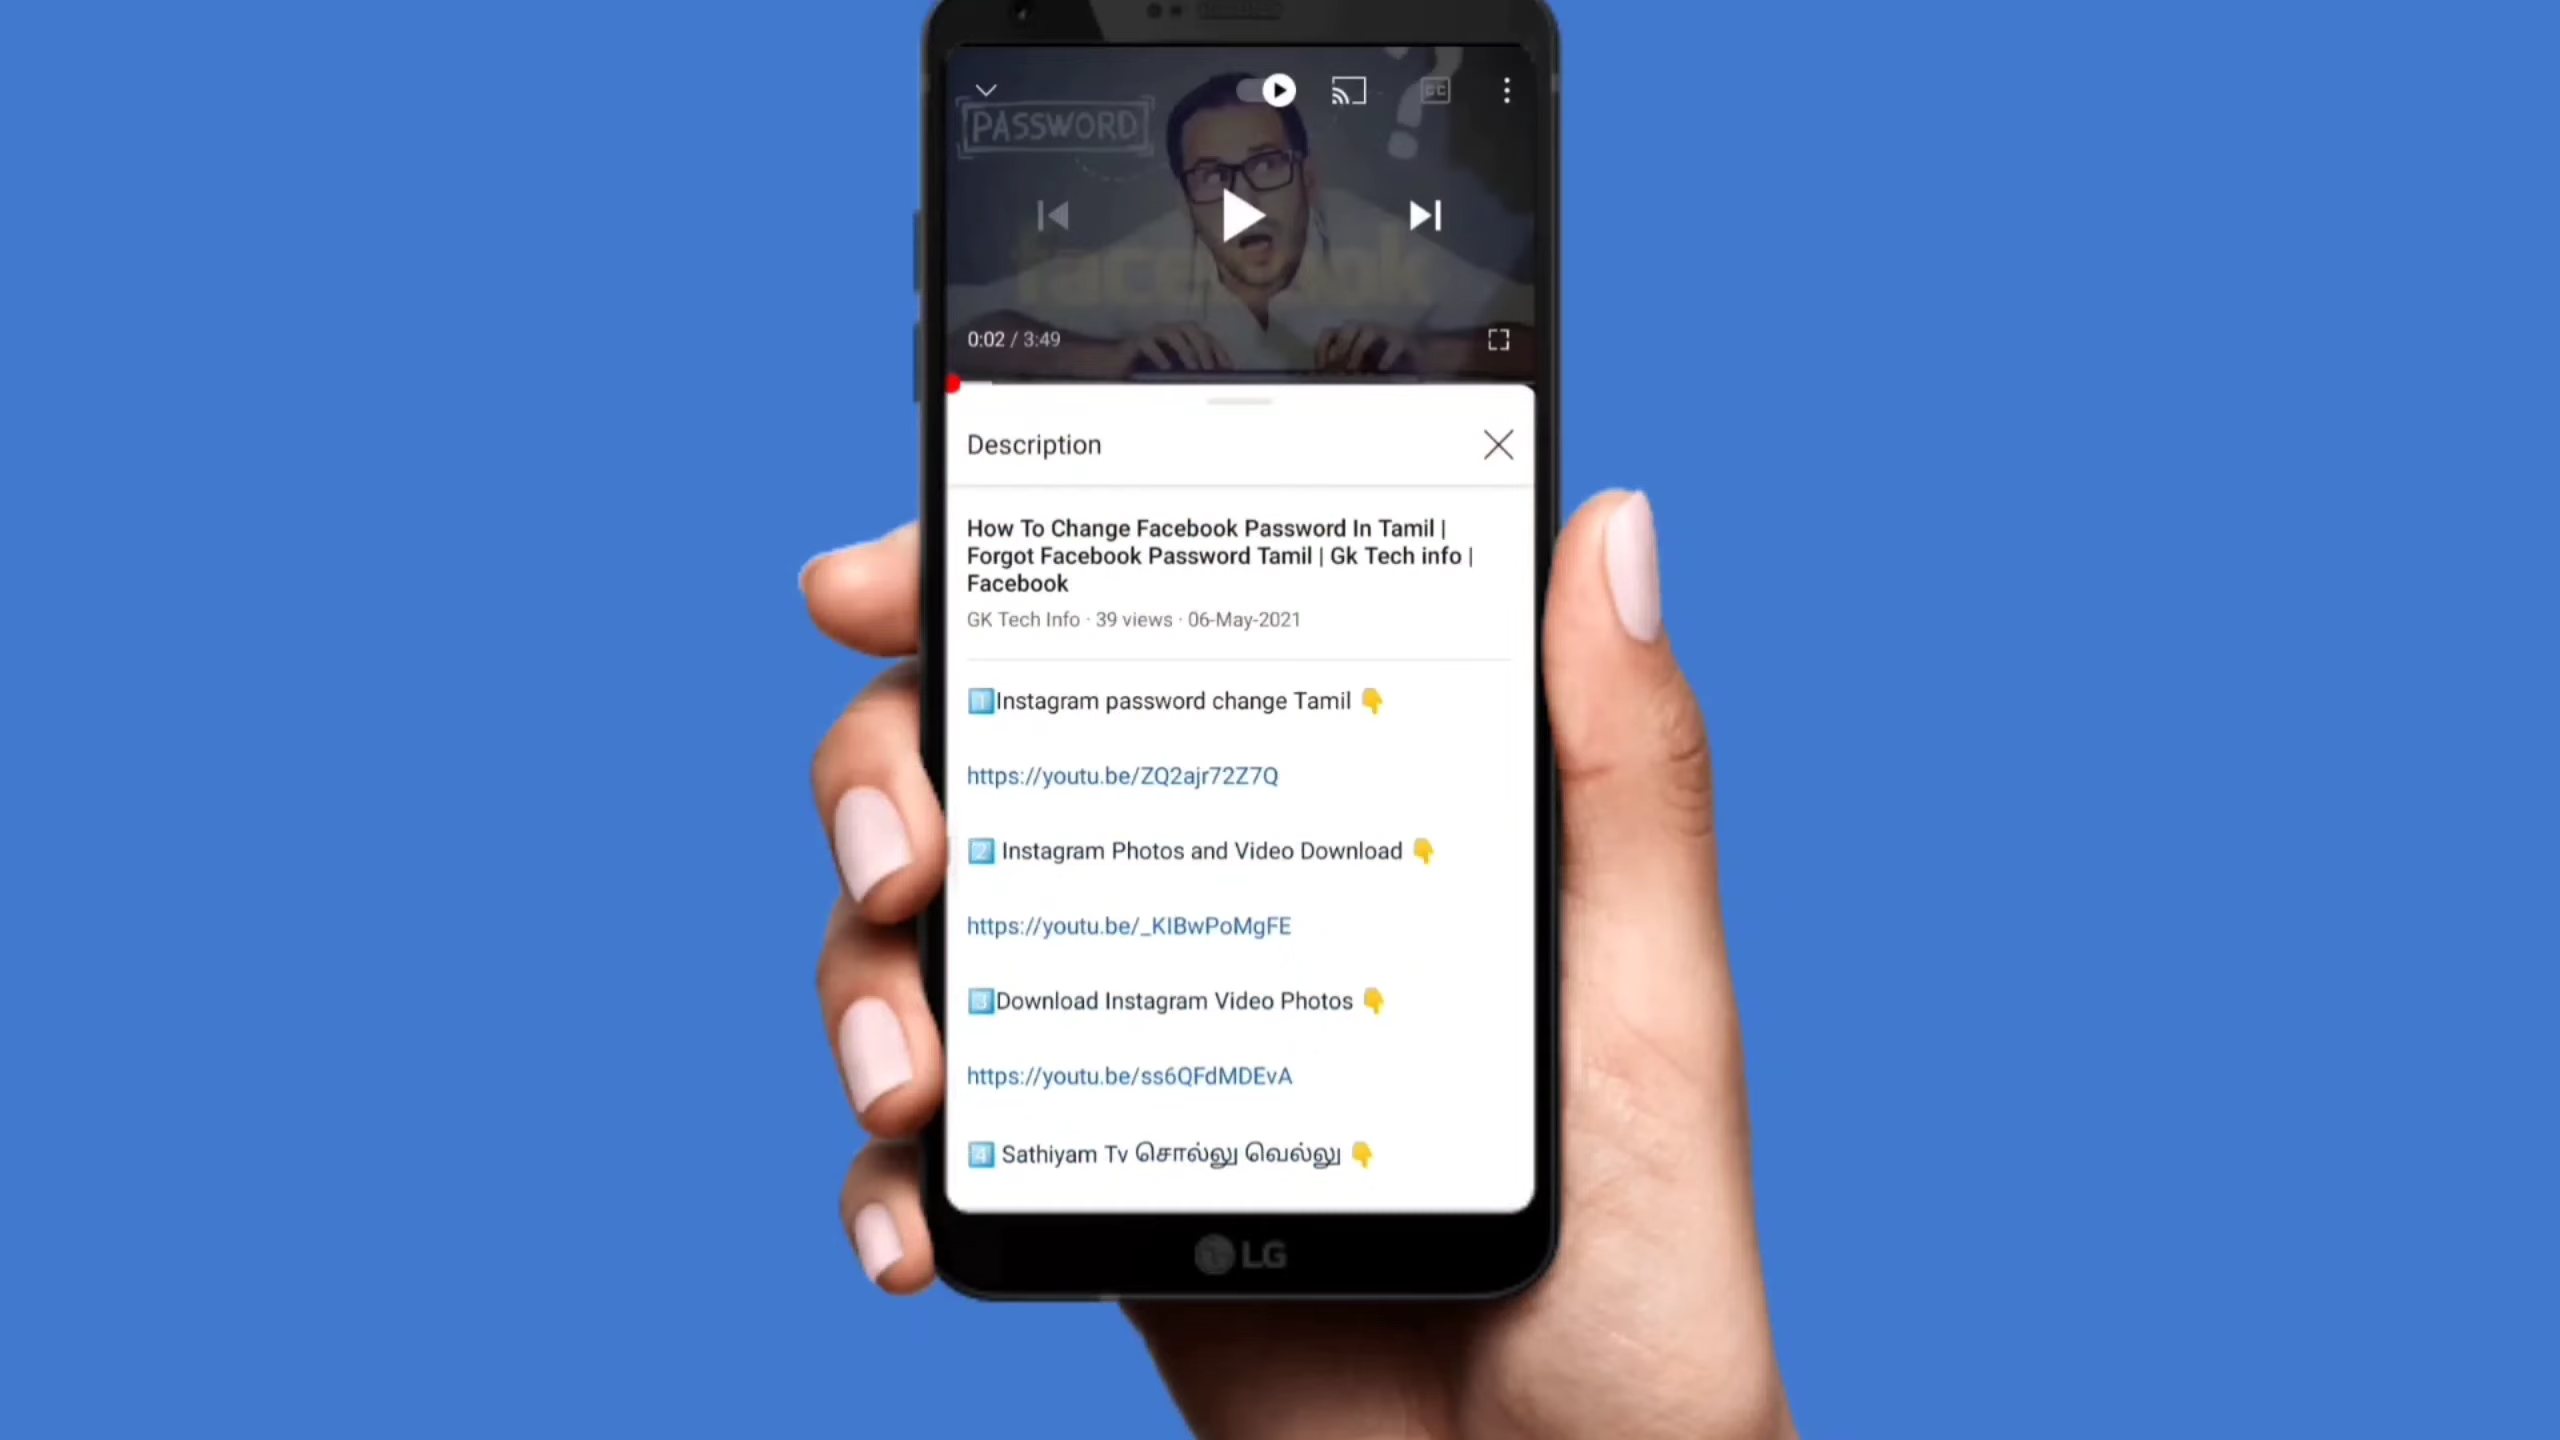 PASSWORD
CC
facebook
0:02 / 3:49
Description
How To Change Facebook Password In Tamil |
Forgot Facebook Password Tamil | Gk Tech info |
Facebook
GK Tech Info · 39 views · 06-May-2021
1️⃣Instagram password change Tamil 👇
https://youtu.be/ZQ2ajr72Z7Q
2️⃣ Instagram Photos and Video Download 👇
https://youtu.be/_KIBwPoMgFE
3️⃣Download Instagram Video Photos 👇
https://youtu.be/ss6QFdMDEvA
4️⃣ Sathiyam Tv சொல்லு வெல்லு 👇
LG